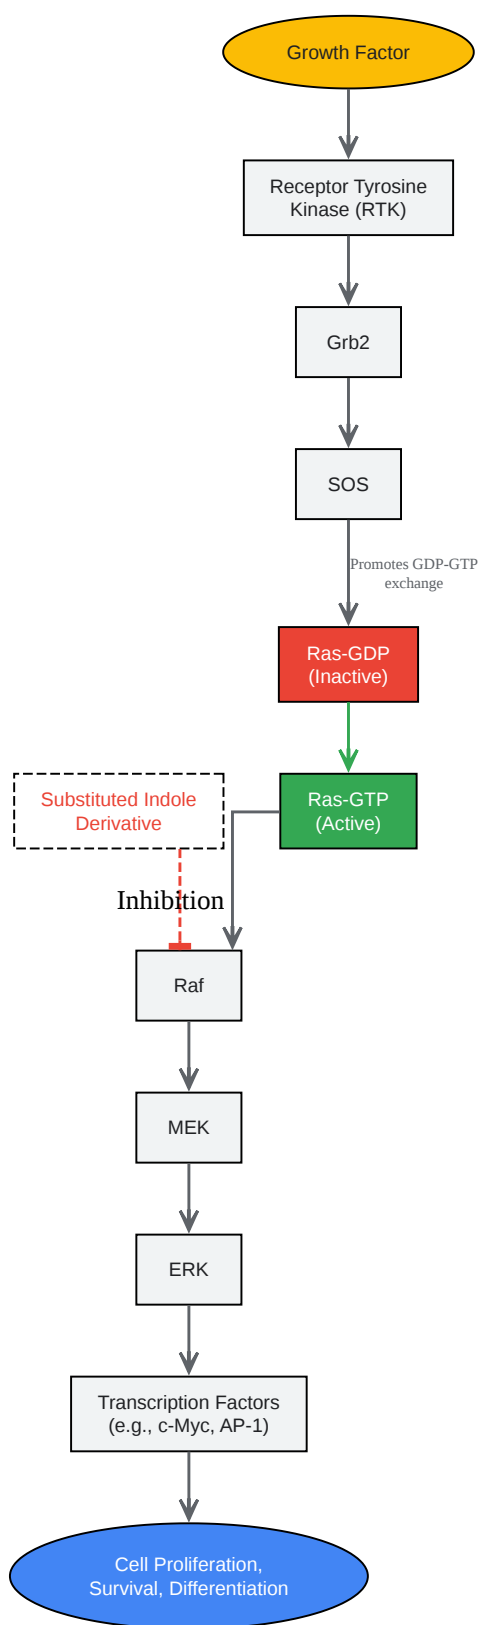 Growth Factor
Receptor Tyrosine
Kinase (RTK)
Grb2
SOS
Promotes GDP-GTP
exchange
Ras-GDP
(Inactive)
Substituted Indole
Derivative
Ras-GTP
(Active)
Inhibition
Raf
MEK
ERK
Transcription Factors
(e.g., c-Myc, AP-1)
Cell Proliferation,
Survival, Differentiation